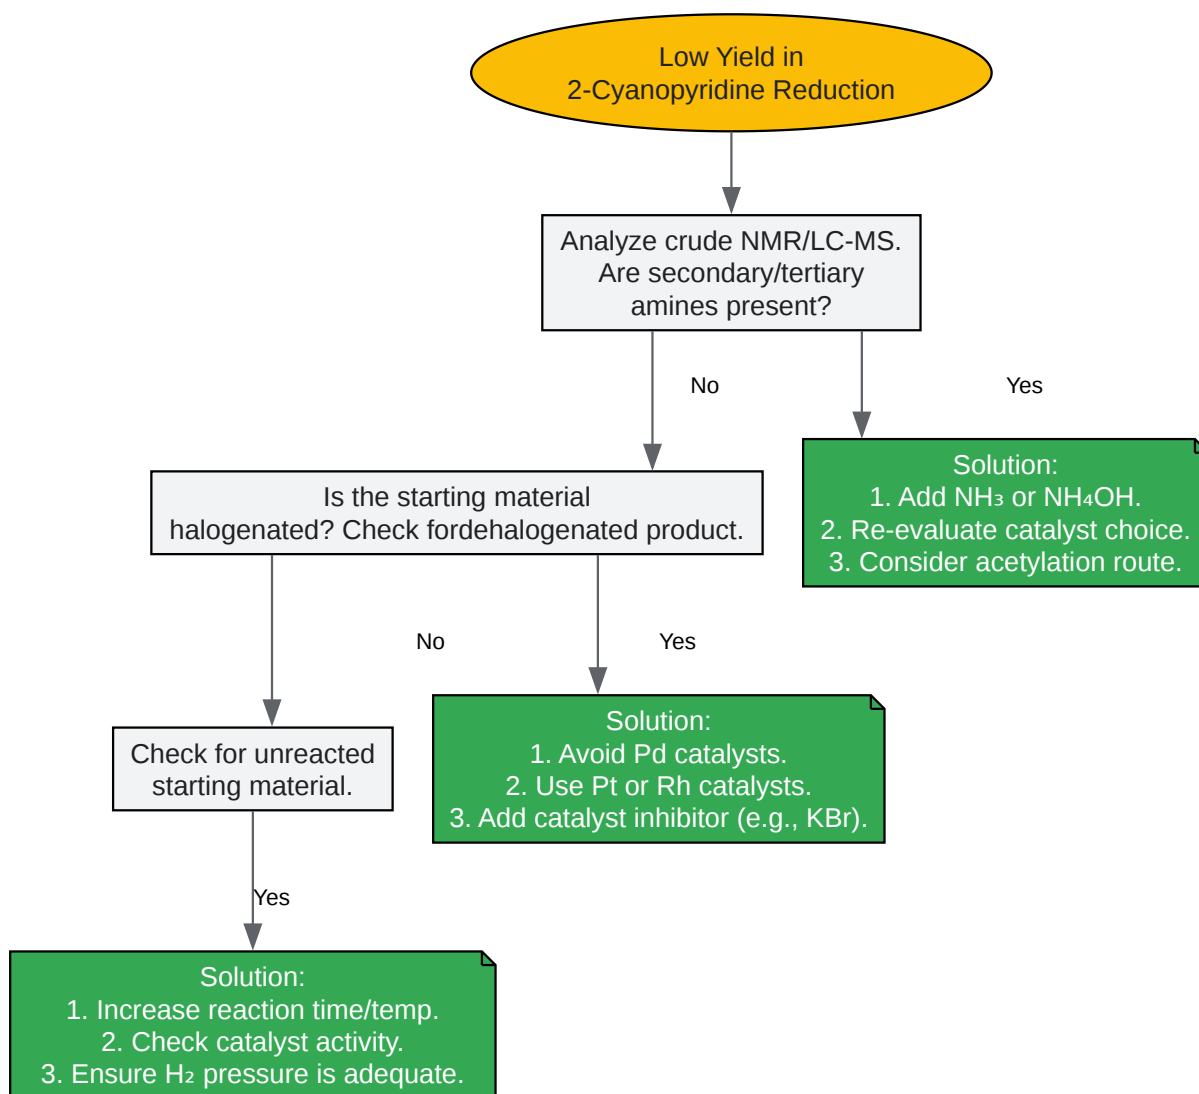 Low Yield in
2-Cyanopyridine Reduction
Analyze crude NMR/LC-MS.
Are secondary/tertiary
amines present?
No
Yes
Solution:
1. Add NH₃ or NH₄OH.
2. Re-evaluate catalyst choice.
3. Consider acetylation route.
Is the starting material
halogenated? Check fordehalogenated product.
No
Yes
Solution:
1. Avoid Pd catalysts.
2. Use Pt or Rh catalysts.
3. Add catalyst inhibitor (e.g., KBr).
Check for unreacted
starting material.
Yes
Solution:
1. Increase reaction time/temp.
2. Check catalyst activity.
3. Ensure H₂ pressure is adequate.